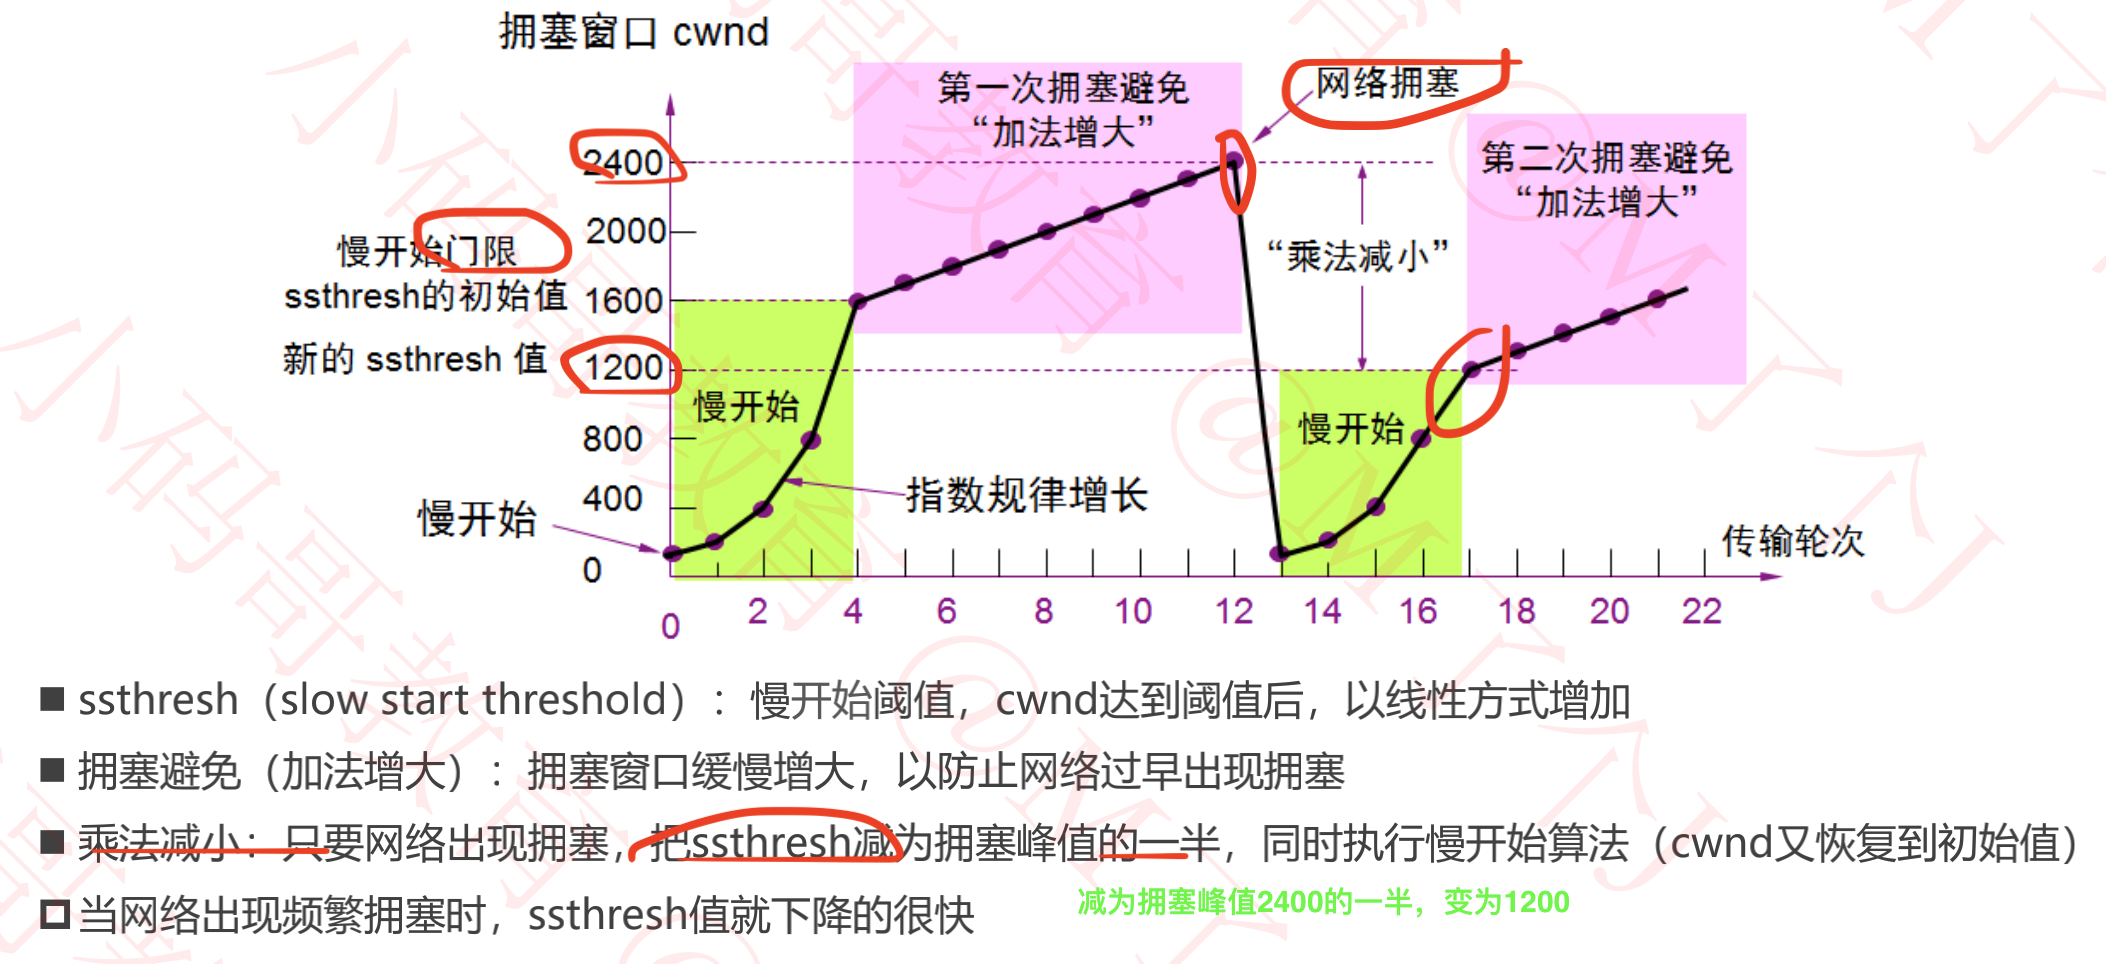 拥塞窗口 cwnd
第一次拥塞避免
“加法增大”
网络拥塞
2400
第二次拥塞避免
“加法增大”
2000
慢开始门限
“乘法减小”
ssthresh的初始值
1600
新的 ssthresh 值
1200
慢开始
慢开始
800
400
指数规律增长
慢开始
传输轮次
0
0 2 4 6 8 10 12 14 16 18 20 22
■ ssthresh（slow start threshold）：慢开始阈值，cwnd达到阈值后，以线性方式增加
■ 拥塞避免（加法增大）：拥塞窗口缓慢增大，以防止网络过早出现拥塞
■ 乘法减小：只要网络出现拥塞，把ssthresh减为拥塞峰值的一半，同时执行慢开始算法（cwnd又恢复到初始值）
减为拥塞峰值2400的一半，变为1200
当网络出现频繁拥塞时，ssthresh值就下降的很快
小码哥教育 @M了个J